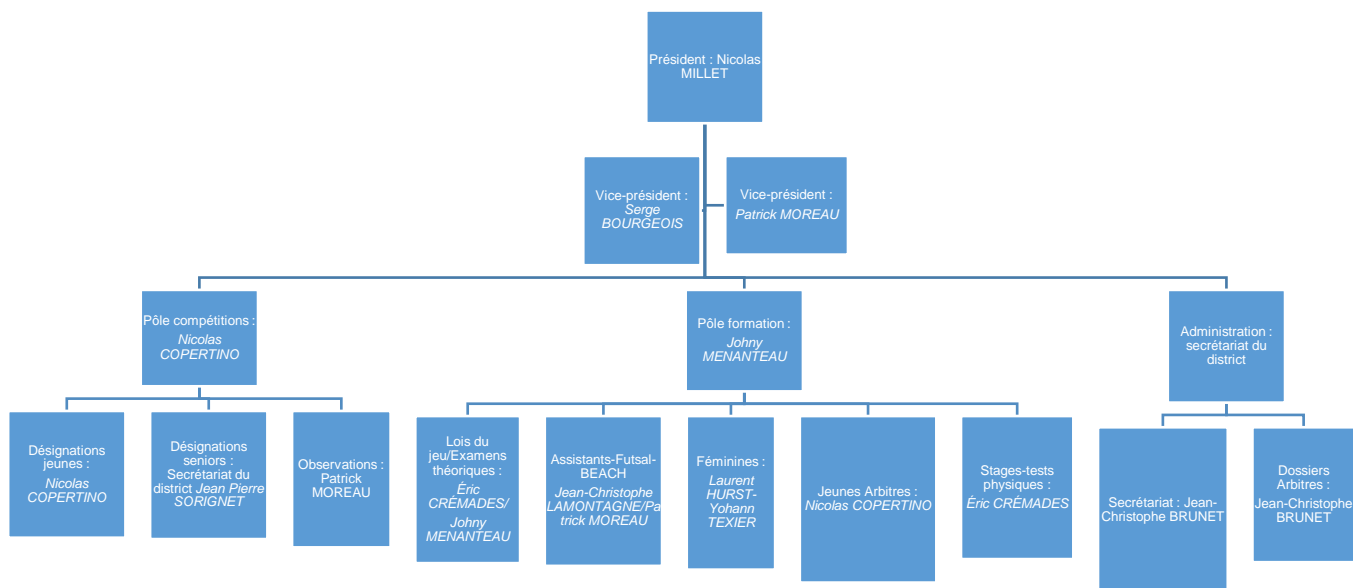 Président : Nicolas
MILLET
Vice-président :
Serge
BOURGEOIS
Vice-président :
Patrick MOREAU
Pôle compétitions :
Nicolas
COPERTINO
Pôle formation :
Johny
MENANTEAU
Administration :
secrétariat du
district
Désignations
jeunes :
Nicolas
COPERTINO
Désignations
seniors :
Secrétariat du
district Jean Pierre
SORIGNET
Observations :
Patrick
MOREAU
Lois du
jeu/Examens
théoriques :
Éric
CRÉMADES/
Johny
MENANTEAU
Assistants-Futsal-
BEACH
Jean-Christophe
LAMONTAGNE/Pa
trick MOREAU
Féminines :
Laurent
HURST-
Yohann
TEXIER
Jeunes Arbitres :
Nicolas COPERTINO
Stages-tests
physiques :
Éric CRÉMADES
Secrétariat : Jean-
Christophe BRUNET
Dossiers
Arbitres :
Jean-Christophe
BRUNET